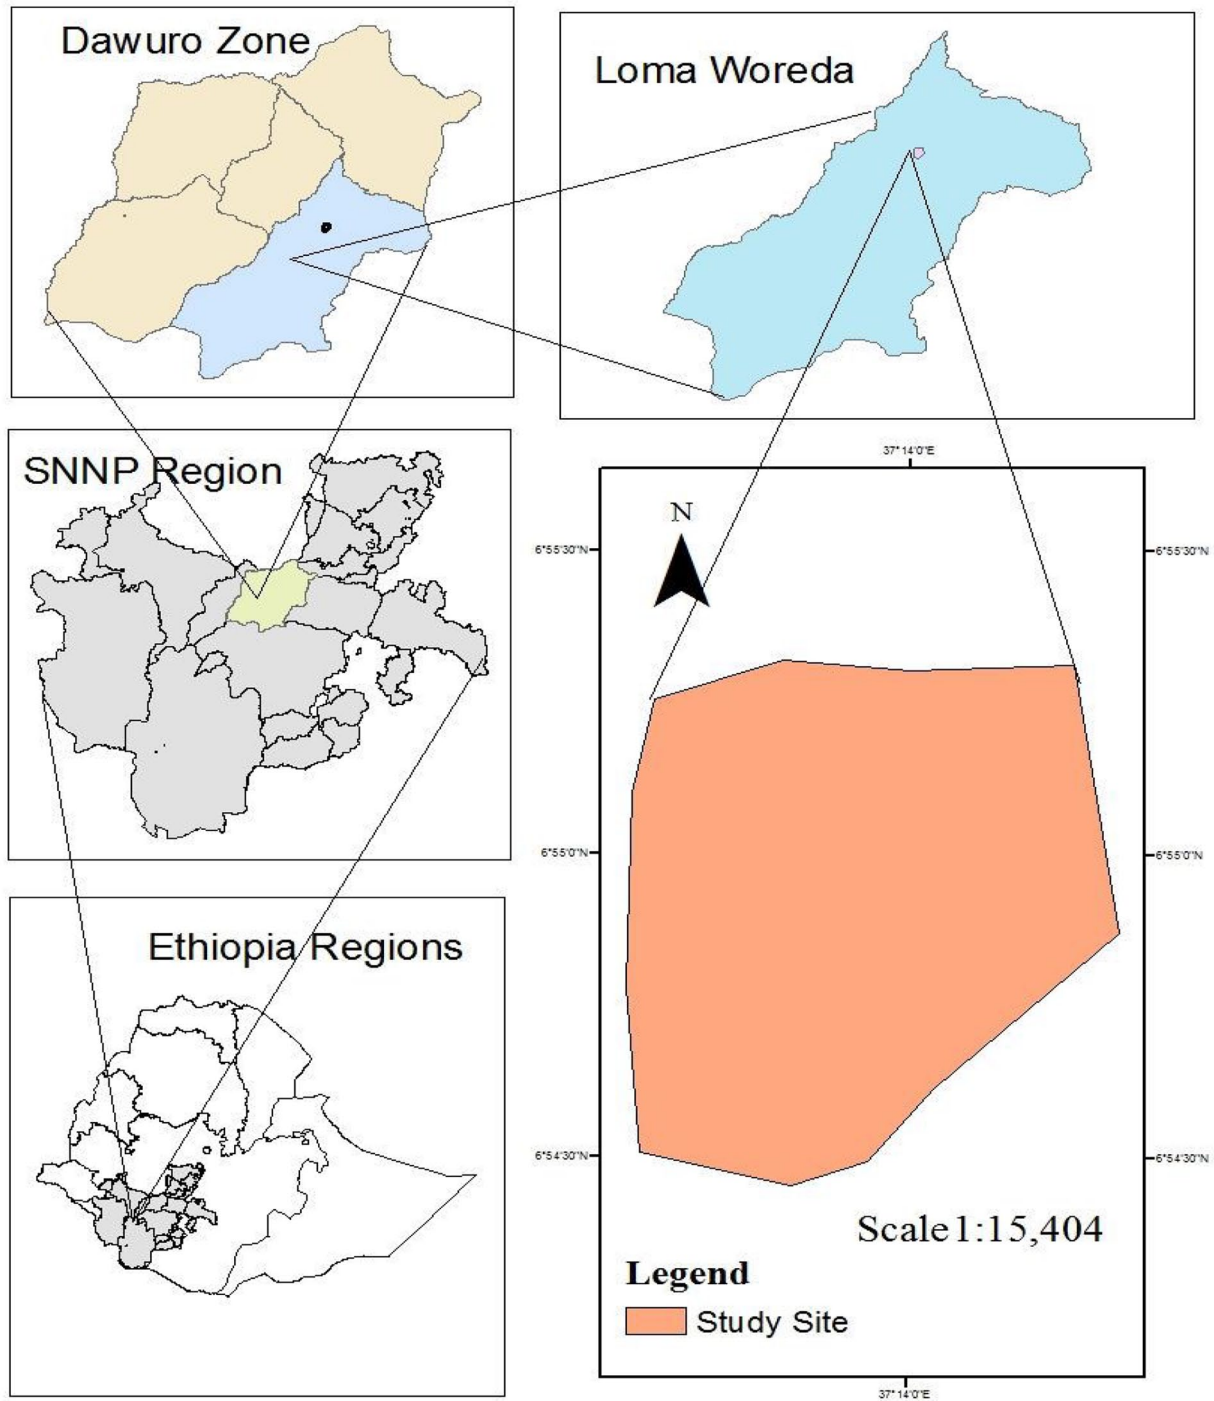 Dawuro Zone
Loma Woreda
SNNP Region
Ethiopia Regions
37°14'0"E
N
6°55'30"N
6°55'30"N
6°55'0"N
6°55'0"N
6°54'30"N
6°54'30"N
Scale1:15,404
Legend
Study Site
37°14'0"E